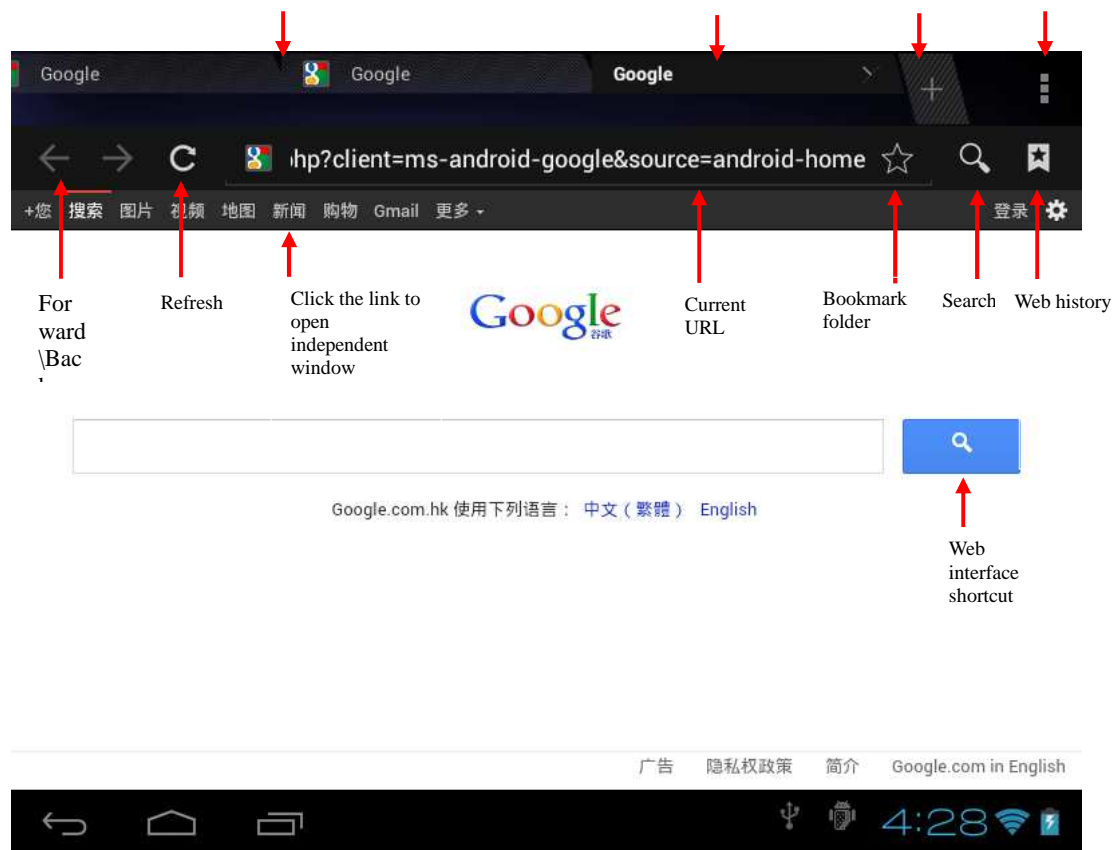 Google
Google
Google
hp?client=ms-android-google&source=android-home
+您 搜索 图片 视频 地图 新闻 购物 Gmail 更多
登录
For
ward
\Bac
Refresh
Click the link to
open
independent
window
Google
谷歌
Current
URL
Bookmark
folder
Search
Web history
Google.com.hk 使用下列语言： 中文（繁體） English
Web
interface
shortcut
广告 隐私权政策 简介 Google.com in English
4:28